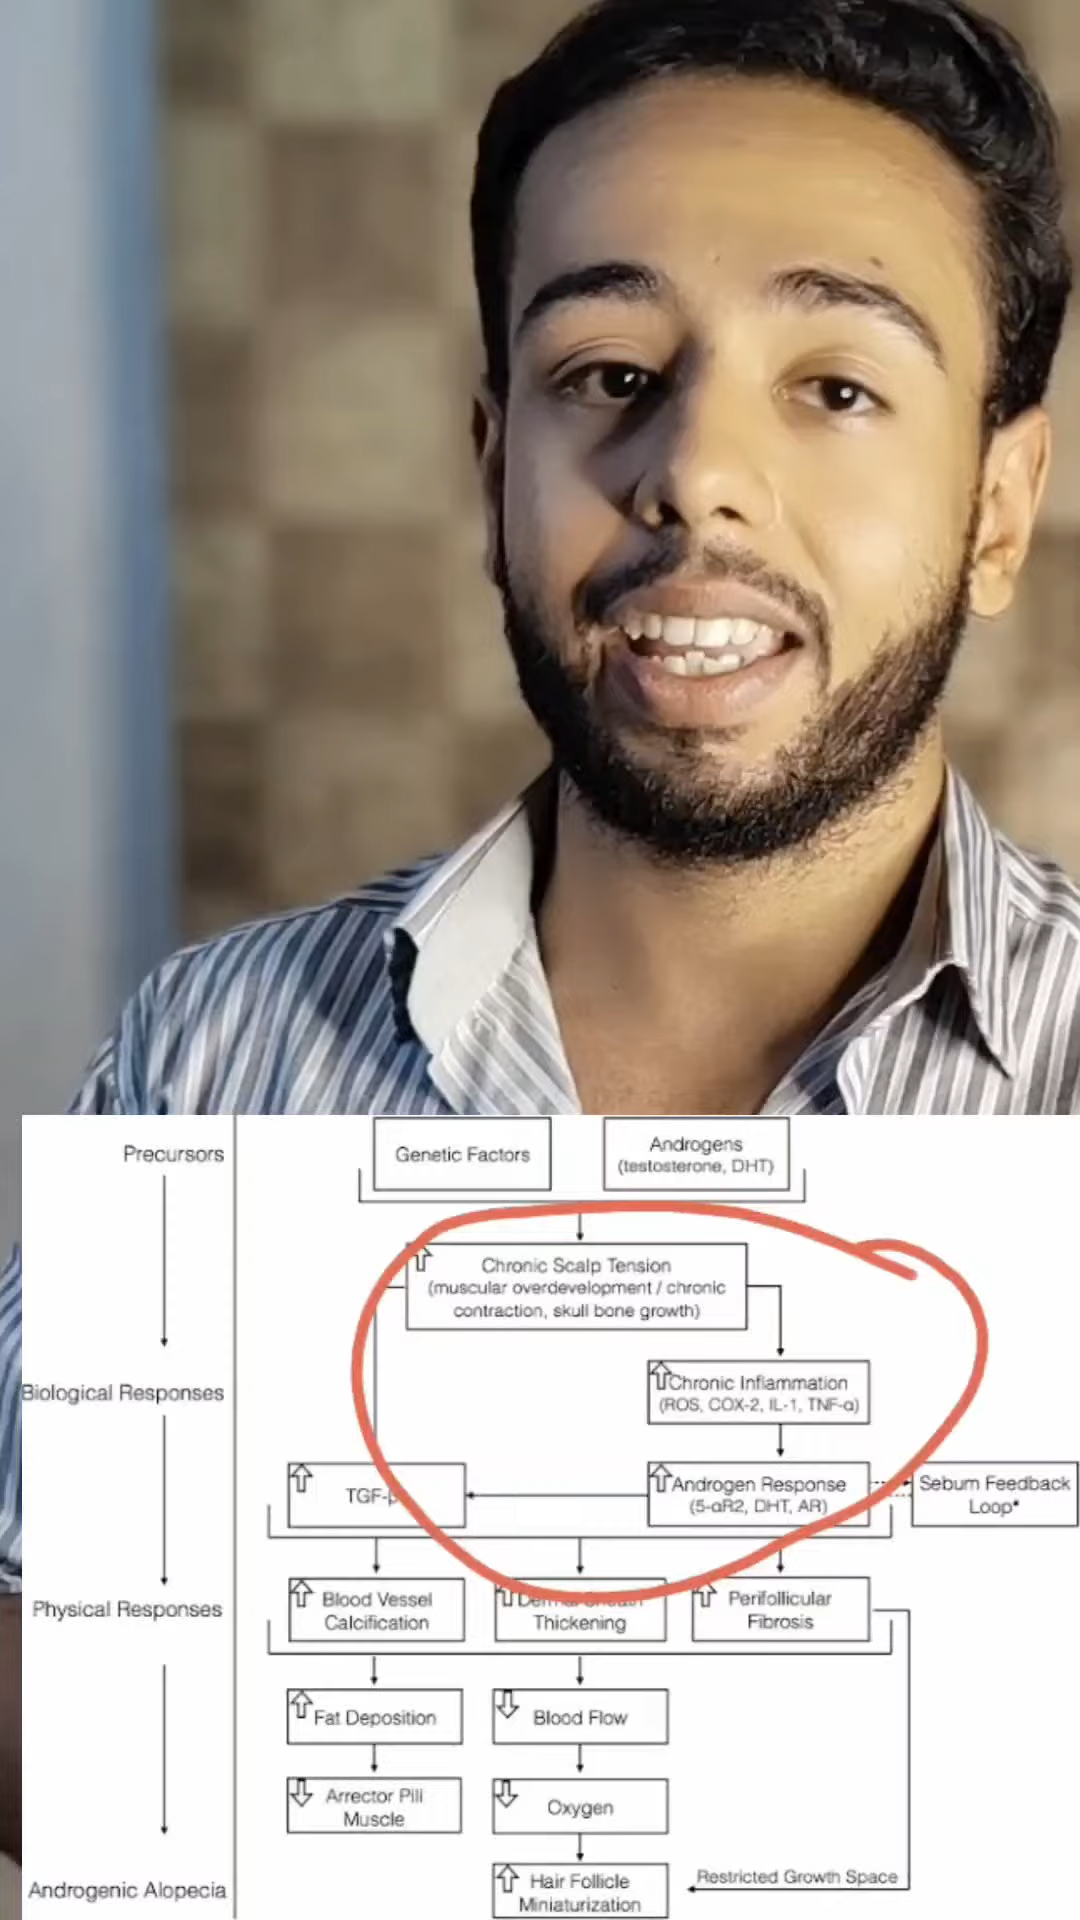 Precursors
Genetic Factors
Androgens
(testosterone, DHT)
Chronic Scalp Tension
(muscular overdevelopment / chronic
contraction, skull bone growth)
Biological Responses
Chronic Inflammation
(ROS, COX-2, IL-1, TNF-α)
TGF-β
Androgen Response
(5-αR2, DHT, AR)
Sebum Feedback
Loop*
Physical Responses
Blood Vessel
Calcification
Dermal Sheath
Thickening
Perifollicular
Fibrosis
Fat Deposition
Blood Flow
Arrector Pili
Muscle
Oxygen
Androgenic Alopecia
Hair Follicle
Miniaturization
Restricted Growth Space